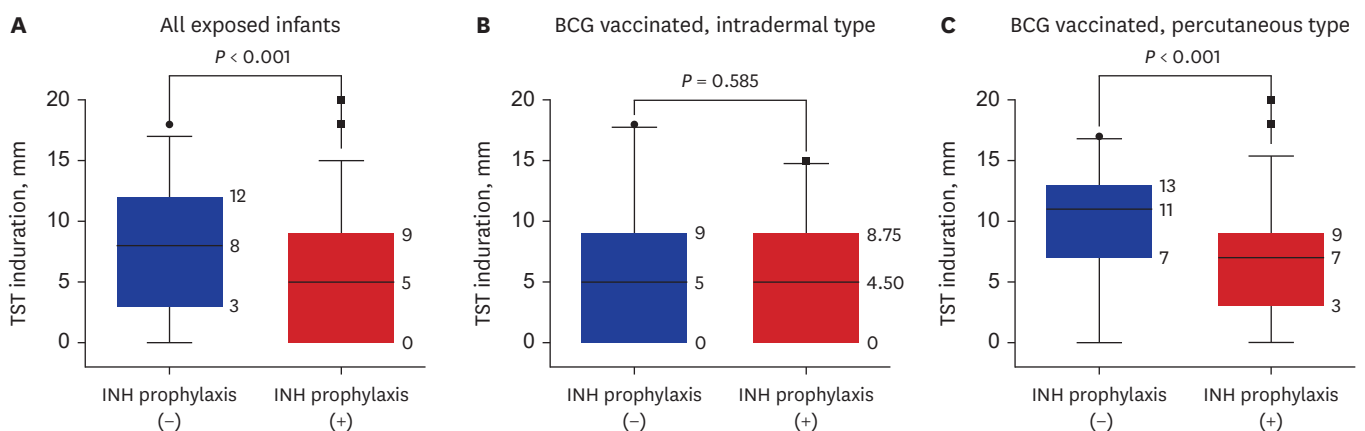 A
All exposed infants
P < 0.001
TST induration, mm
20
15
10
5
0
12
8
3
9
5
0
INH prophylaxis
(−)
INH prophylaxis
(+)
B
BCG vaccinated, intradermal type
P = 0.585
TST induration, mm
20
15
10
5
0
9
5
0
8.75
4.50
0
INH prophylaxis
(−)
INH prophylaxis
(+)
C
BCG vaccinated, percutaneous type
P < 0.001
TST induration, mm
20
15
10
5
0
13
11
7
9
7
3
INH prophylaxis
(−)
INH prophylaxis
(+)